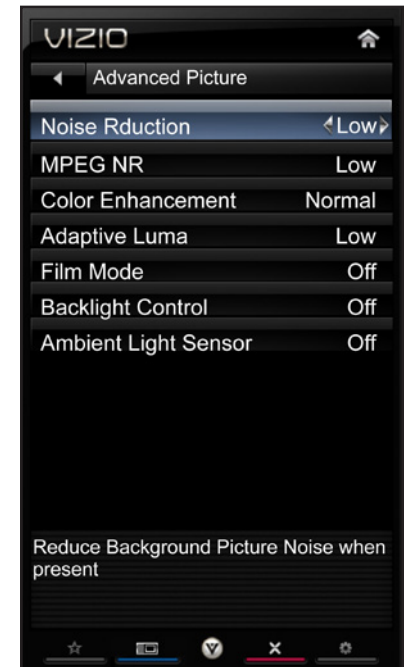 VIZIO
Advanced Picture
Noise Rduction Low
MPEG NR Low
Color Enhancement Normal
Adaptive Luma Low
Film Mode Off
Backlight Control Off
Ambient Light Sensor Off
Reduce Background Picture Noise when
present
V